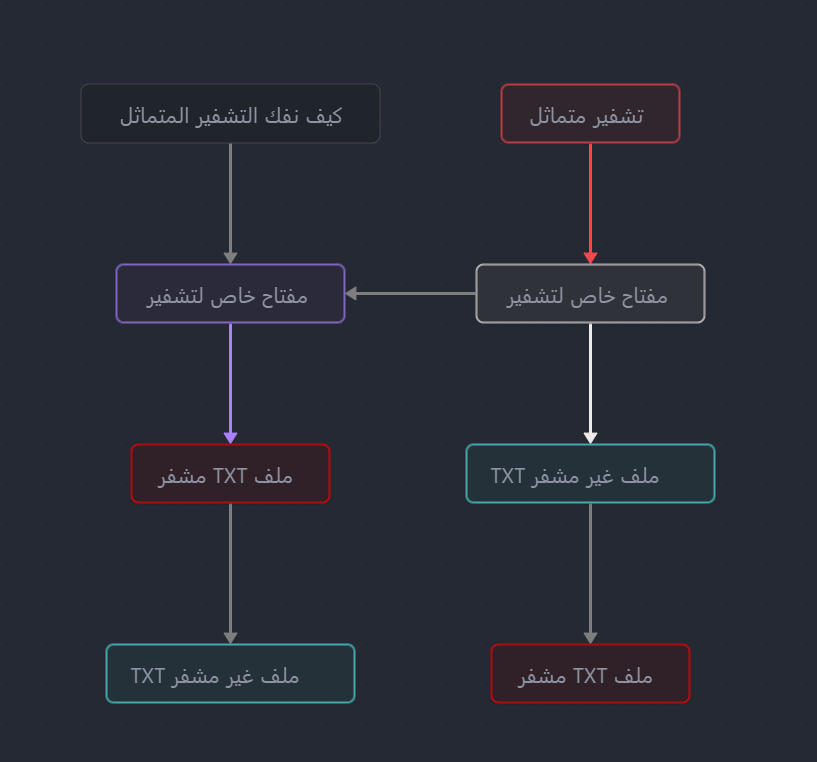 تشفير متماثل
كيف نفك التشفير المتماثل
مفتاح خاص لتشفير
مفتاح خاص لتشفير
ملف غير مشفر TXT
ملف TXT مشفر
ملف TXT مشفر
ملف غير مشفر TXT